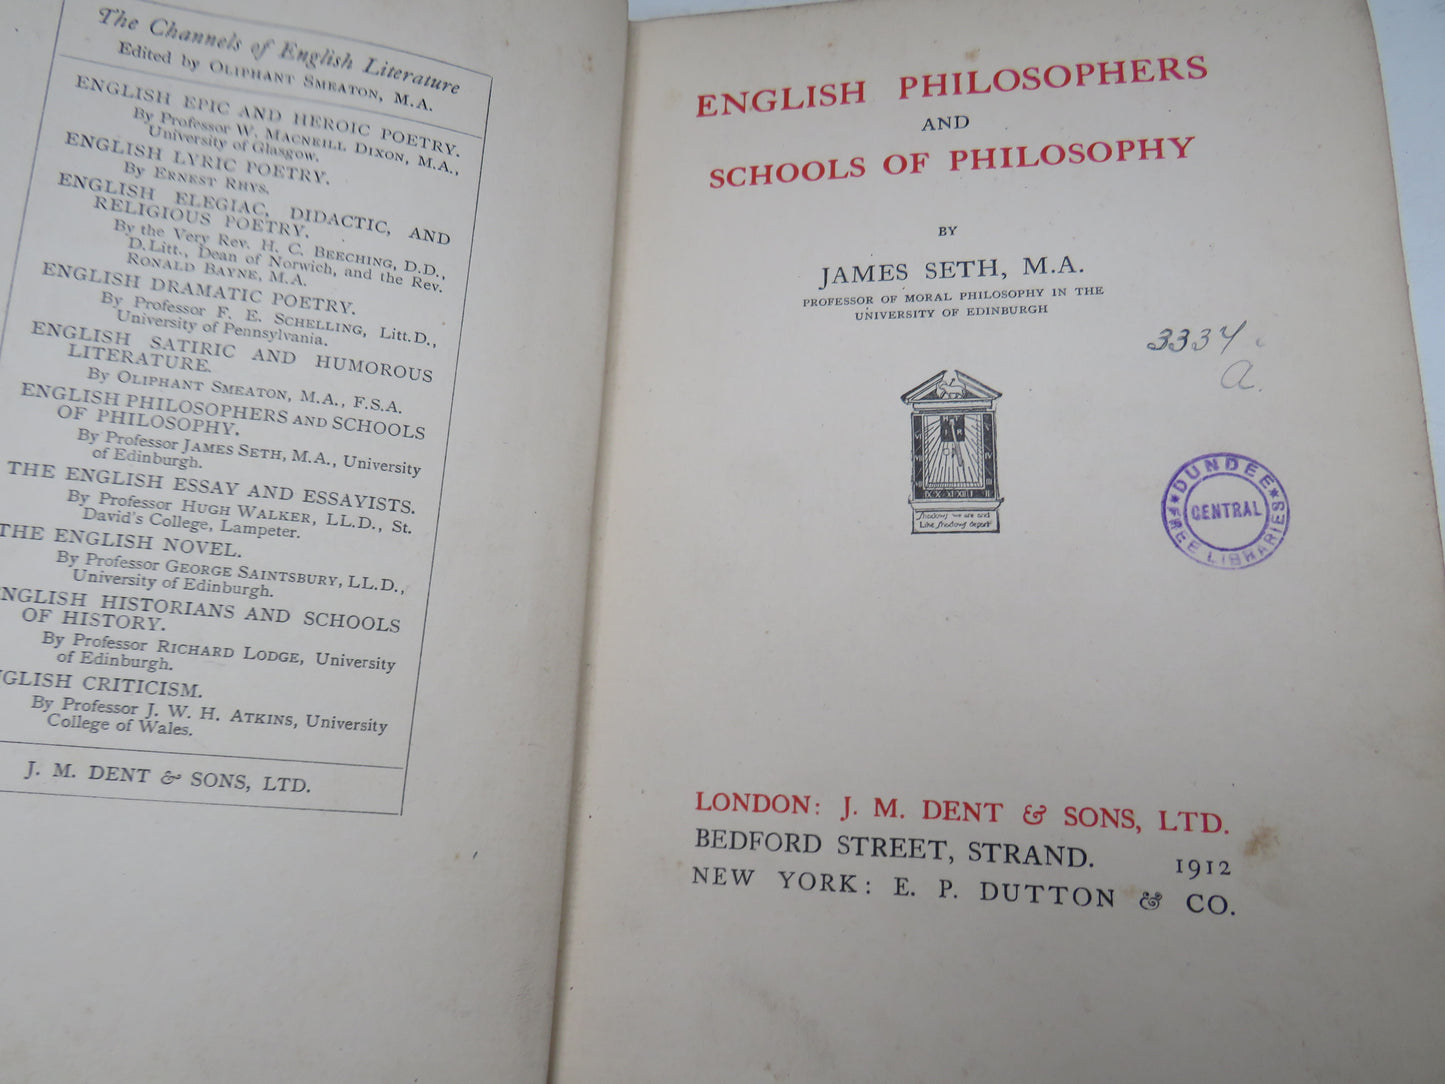 The Channels of English Literature
Edited by OLIPHANT SMEATON, M.A.
ENGLISH EPIC AND HEROIC POETRY.
By Professor W. MACNEILL DIXON, M.A.,
University of Glasgow.
ENGLISH LYRIC POETRY.
By ERNEST RHYS.
ENGLISH ELEGIAC, DIDACTIC, AND
RELIGIOUS POETRY.
By the Very Rev. H. C. BEECHING, D.D.,
D.Litt., Dean of Norwich, and the Rev.
RONALD BAYNE, M.A.
ENGLISH DRAMATIC POETRY.
By Professor F. E. SCHELLING, Litt.D.,
University of Pennsylvania.
ENGLISH SATIRIC AND HUMOROUS
LITERATURE.
By OLIPHANT SMEATON, M.A., F.S.A.
ENGLISH PHILOSOPHERS AND SCHOOLS
OF PHILOSOPHY.
By Professor JAMES SETH, M.A., University
of Edinburgh.
THE ENGLISH ESSAY AND ESSAYISTS.
By Professor HUGH WALKER, LL.D., St.
David's College, Lampeter.
THE ENGLISH NOVEL.
By Professor GEORGE SAINTSBURY, LL.D.,
University of Edinburgh.
NGLISH HISTORIANS AND SCHOOLS
OF HISTORY.
By Professor RICHARD LODGE, University
of Edinburgh.
GLISH CRITICISM.
By Professor J. W. H. ATKINS, University
College of Wales.
J. M. DENT & SONS, LTD.
ENGLISH PHILOSOPHERS
AND
SCHOOLS OF PHILOSOPHY
BY
JAMES SETH, M.A.
PROFESSOR OF MORAL PHILOSOPHY IN THE
UNIVERSITY OF EDINBURGH
3334
a.
Shadows we are and
Like shadows depart
DUNDEE
CENTRAL
FREE LIBRARIES
LONDON: J. M. DENT & SONS, LTD.
BEDFORD STREET, STRAND. 1912
NEW YORK: E. P. DUTTON & CO.